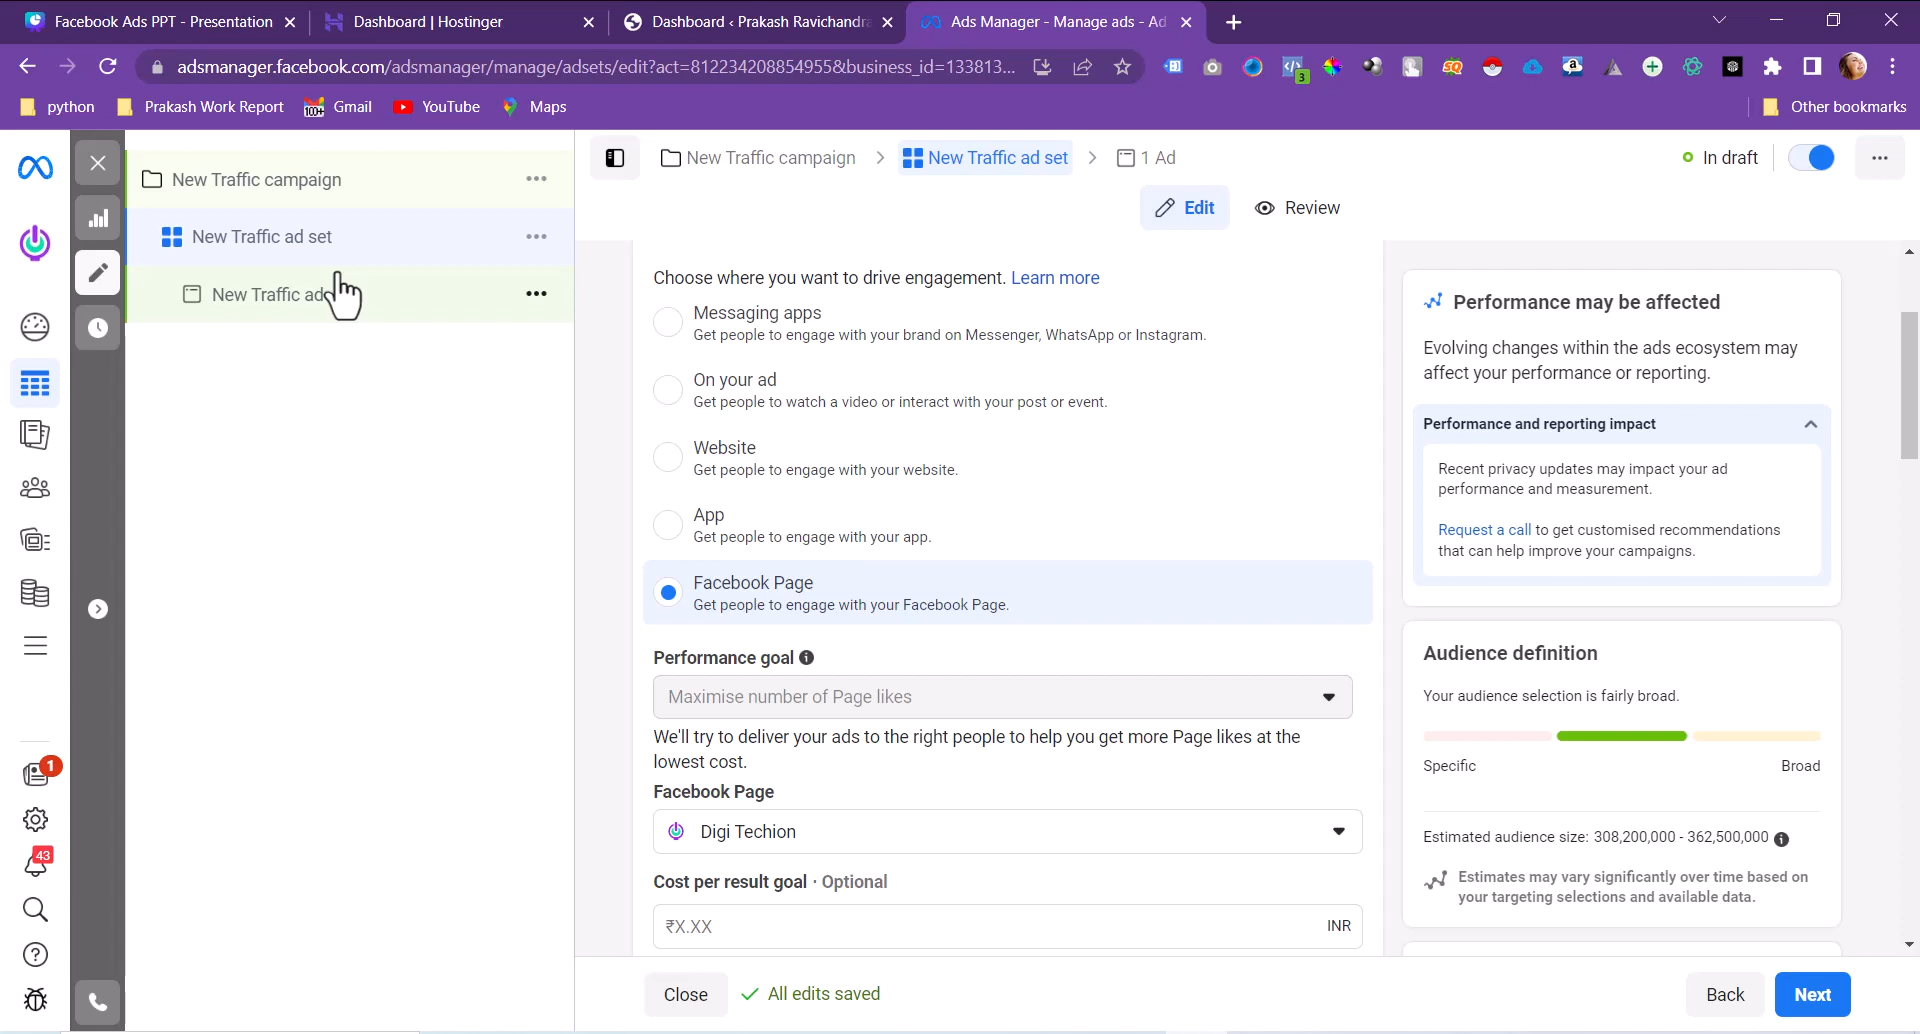 Facebook Ads PPT - Presentation
Dashboard | Hostinger
Dashboard ‹ Prakash Ravichandra
Ads Manager - Manage ads - Ad
adsmanager.facebook.com/adsmanager/manage/adsets/edit?act=812234208854955&business_id=133813...
3
python
Prakash Work Report
100+
Gmail
YouTube
Maps
Other bookmarks
New Traffic campaign
New Traffic ad set
New Traffic ad
1
43
New Traffic campaign
New Traffic ad set
1 Ad
In draft
Edit
Review
Choose where you want to drive engagement. Learn more
Messaging apps
Get people to engage with your brand on Messenger, WhatsApp or Instagram.
On your ad
Get people to watch a video or interact with your post or event.
Website
Get people to engage with your website.
App
Get people to engage with your app.
Facebook Page
Get people to engage with your Facebook Page.
Performance goal
Maximise number of Page likes
We'll try to deliver your ads to the right people to help you get more Page likes at the
lowest cost.
Facebook Page
Digi Techion
Cost per result goal · Optional
₹X.XX
INR
Close
All edits saved
Back
Next
Performance may be affected
Evolving changes within the ads ecosystem may
affect your performance or reporting.
Performance and reporting impact
Recent privacy updates may impact your ad
performance and measurement.
Request a call to get customised recommendations
that can help improve your campaigns.
Audience definition
Your audience selection is fairly broad.
Specific
Broad
Estimated audience size: 308,200,000 - 362,500,000
Estimates may vary significantly over time based on
your targeting selections and available data.